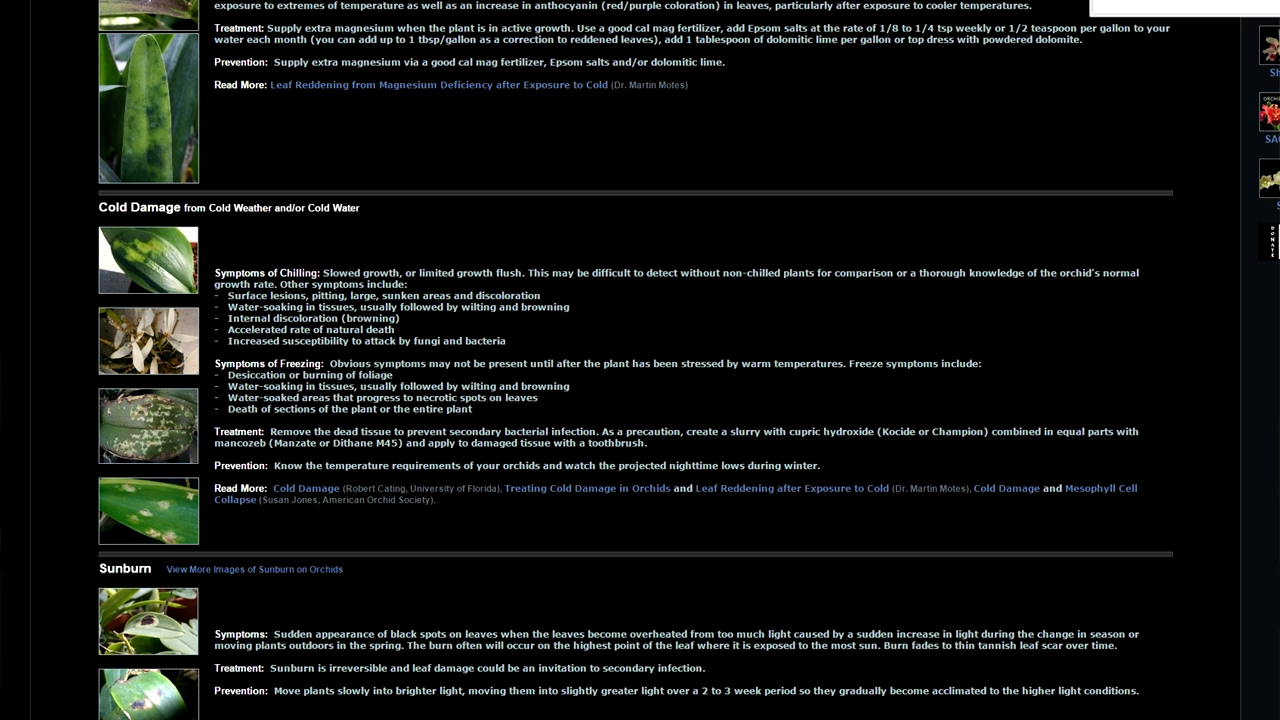 exposure to extremes of temperature as well as an increase in anthocyanin (red/purple coloration) in leaves, particularly after exposure to cooler temperatures.
Treatment: Supply extra magnesium when the plant is in active growth. Use a good cal mag fertilizer, add Epsom salts at the rate of 1/8 to 1/4 tsp weekly or 1/2 teaspoon per gallon to your
water each month (you can add up to 1 tbsp/gallon as a correction to reddened leaves), add 1 tablespoon of dolomitic lime per gallon or top dress with powdered dolomite.
Prevention: Supply extra magnesium via a good cal mag fertilizer, Epsom salts and/or dolomitic lime.
Read More: Leaf Reddening from Magnesium Deficiency after Exposure to Cold (Dr. Martin Motes)
Cold Damage from Cold Weather and/or Cold Water
Symptoms of Chilling: Slowed growth, or limited growth flush. This may be difficult to detect without non-chilled plants for comparison or a thorough knowledge of the orchid's normal
growth rate. Other symptoms include:
- Surface lesions, pitting, large, sunken areas and discoloration
- Water-soaking in tissues, usually followed by wilting and browning
- Internal discoloration (browning)
- Accelerated rate of natural death
- Increased susceptibility to attack by fungi and bacteria
Symptoms of Freezing: Obvious symptoms may not be present until after the plant has been stressed by warm temperatures. Freeze symptoms include:
- Desiccation or burning of foliage
- Water-soaking in tissues, usually followed by wilting and browning
- Water-soaked areas that progress to necrotic spots on leaves
- Death of sections of the plant or the entire plant
Treatment: Remove the dead tissue to prevent secondary bacterial infection. As a precaution, create a slurry with cupric hydroxide (Kocide or Champion) combined in equal parts with
mancozeb (Manzate or Dithane M45) and apply to damaged tissue with a toothbrush.
Prevention: Know the temperature requirements of your orchids and watch the projected nighttime lows during winter.
Read More: Cold Damage (Robert Cating, University of Florida), Treating Cold Damage in Orchids and Leaf Reddening after Exposure to Cold (Dr. Martin Motes), Cold Damage and Mesophyll Cell
Collapse (Susan Jones, American Orchid Society).
Sunburn View More Images of Sunburn on Orchids
Symptoms: Sudden appearance of black spots on leaves when the leaves become overheated from too much light caused by a sudden increase in light during the change in season or
moving plants outdoors in the spring. The burn often will occur on the highest point of the leaf where it is exposed to the most sun. Burn fades to thin tannish leaf scar over time.
Treatment: Sunburn is irreversible and leaf damage could be an invitation to secondary infection.
Prevention: Move plants slowly into brighter light, moving them into slightly greater light over a 2 to 3 week period so they gradually become acclimated to the higher light conditions.
DONATE